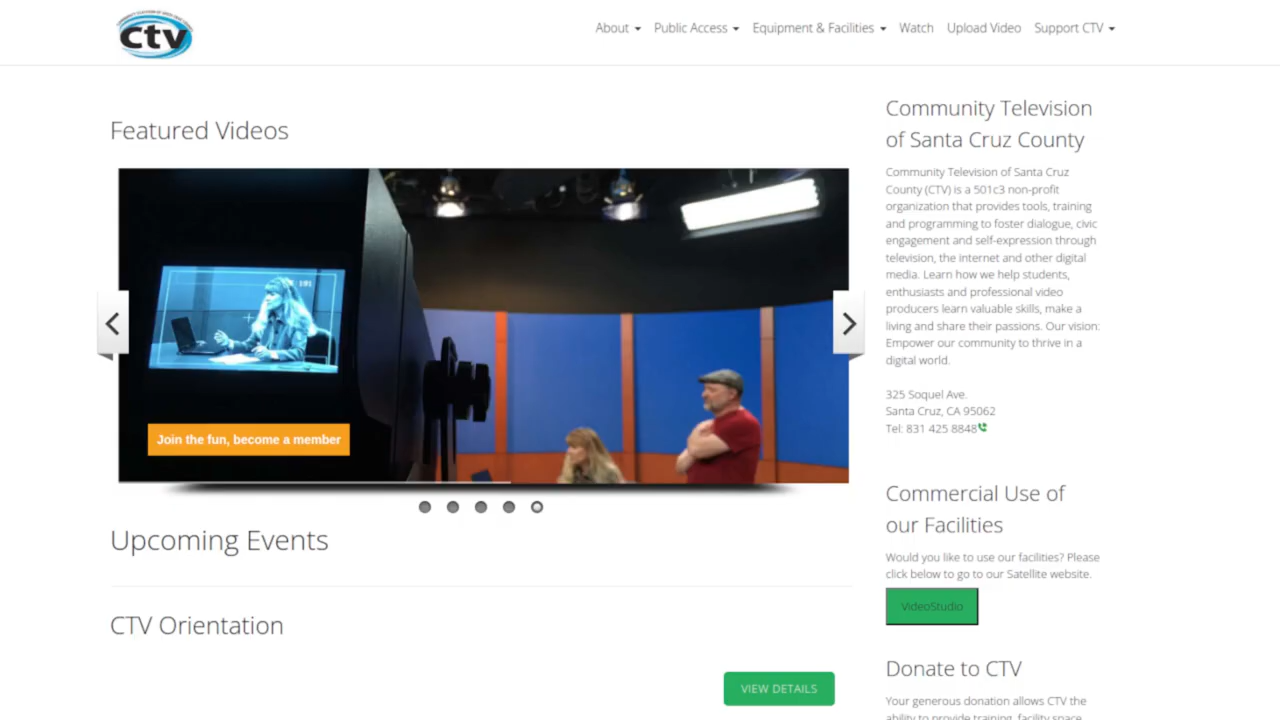 ctv
About
Public Access
Equipment & Facilities
Watch
Upload Video
Support CTV
Featured Videos
Join the fun, become a member
Upcoming Events
CTV Orientation
VIEW DETAILS
Community Television
of Santa Cruz County
Community Television of Santa Cruz
County (CTV) is a 501c3 non-profit
organization that provides tools, training
and programming to foster dialogue, civic
engagement and self-expression through
television, the internet and other digital
media. Learn how we help students,
enthusiasts and professional video
producers learn valuable skills, make a
living and share their passions. Our vision:
Empower our community to thrive in a
digital world.
325 Soquel Ave.
Santa Cruz, CA 95062
Tel: 831 425 8848
Commercial Use of
our Facilities
Would you like to use our facilities? Please
click below to go to our Satellite website.
VideoStudio
Donate to CTV
Your generous donation allows CTV the
ability to provide training, facility space